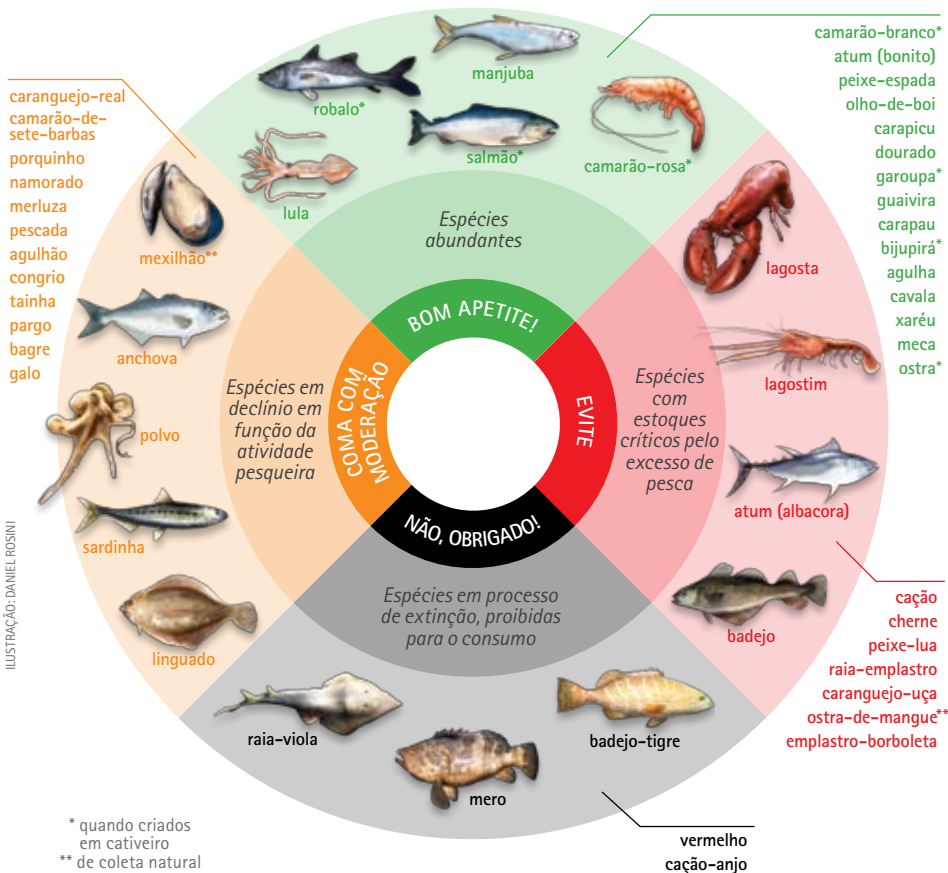 camarão-branco*
atum (bonito)
peixe-espada
olho-de-boi
carapicu
dourado
garoupa*
guaivira
carapau
bijupirá*
agulha
cavala
xaréu
meca
ostra*
manjuba
robalo*
salmão*
camarão-rosa*
lula
Espécies
abundantes
BOM APETITE!
caranguejo-real
camarão-de-
sete-barbas
porquinho
namorado
merluza
pescada
agulhão
congrio
tainha
pargo
bagre
galo
mexilhão**
anchova
polvo
sardinha
linguado
Espécies em
declínio em
função da
atividade
pesqueira
COMA COM
MODERAÇÃO
EVITE
Espécies
com
estoques
críticos pelo
excesso de
pesca
lagosta
lagostim
atum (albacora)
badejo
cação
cherne
peixe-lua
raia-emplastro
caranguejo-uça
ostra-de-mangue**
emplastro-borboleta
NÃO, OBRIGADO!
Espécies em processo
de extinção, proibidas
para o consumo
raia-viola
mero
badejo-tigre
vermelho
cação-anjo
* quando criados
em cativeiro
** de coleta natural
ILUSTRAÇÃO: DANIEL ROSINI